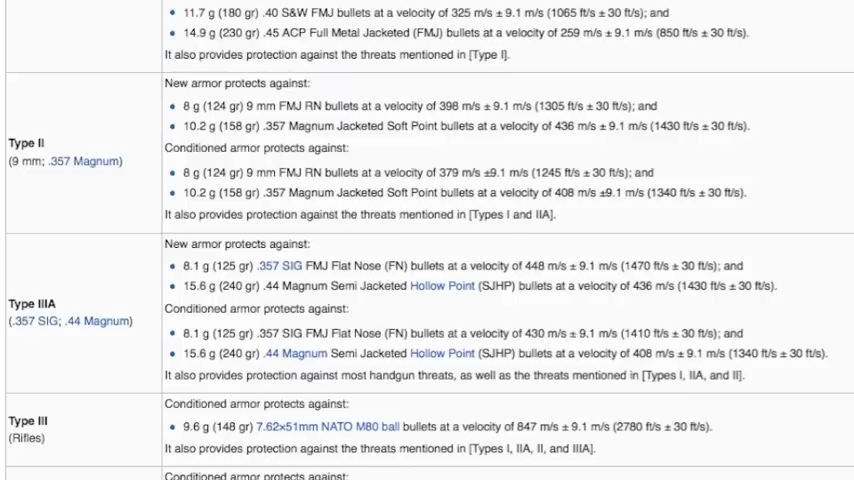 11.7 g (180 gr) .40 S&W FMJ bullets at a velocity of 325 m/s ± 9.1 m/s (1065 ft/s ± 30 ft/s); and
14.9 g (230 gr) .45 ACP Full Metal Jacketed (FMJ) bullets at a velocity of 259 m/s ± 9.1 m/s (850 ft/s ± 30 ft/s).
It also provides protection against the threats mentioned in [Type I].
Type II
(9 mm; .357 Magnum)
New armor protects against:
8 g (124 gr) 9 mm FMJ RN bullets at a velocity of 398 m/s ± 9.1 m/s (1305 ft/s ± 30 ft/s); and
10.2 g (158 gr) .357 Magnum Jacketed Soft Point bullets at a velocity of 436 m/s ± 9.1 m/s (1430 ft/s ± 30 ft/s).
Conditioned armor protects against:
8 g (124 gr) 9 mm FMJ RN bullets at a velocity of 379 m/s ±9.1 m/s (1245 ft/s ± 30 ft/s); and
10.2 g (158 gr) .357 Magnum Jacketed Soft Point bullets at a velocity of 408 m/s ±9.1 m/s (1340 ft/s ± 30 ft/s).
It also provides protection against the threats mentioned in [Types I and IIA].
Type IIIA
(.357 SIG; .44 Magnum)
New armor protects against:
8.1 g (125 gr) .357 SIG FMJ Flat Nose (FN) bullets at a velocity of 448 m/s ± 9.1 m/s (1470 ft/s ± 30 ft/s); and
15.6 g (240 gr) .44 Magnum Semi Jacketed Hollow Point (SJHP) bullets at a velocity of 436 m/s (1430 ft/s ± 30 ft/s).
Conditioned armor protects against:
8.1 g (125 gr) .357 SIG FMJ Flat Nose (FN) bullets at a velocity of 430 m/s ± 9.1 m/s (1410 ft/s ± 30 ft/s); and
15.6 g (240 gr) .44 Magnum Semi Jacketed Hollow Point (SJHP) bullets at a velocity of 408 m/s ± 9.1 m/s (1340 ft/s ± 30 ft/s).
It also provides protection against most handgun threats, as well as the threats mentioned in [Types I, IIA, and II].
Type III
(Rifles)
Conditioned armor protects against:
9.6 g (148 gr) 7.62×51mm NATO M80 ball bullets at a velocity of 847 m/s ± 9.1 m/s (2780 ft/s ± 30 ft/s).
It also provides protection against the threats mentioned in [Types I, IIA, II, and IIIA].
Conditioned armor protects against: